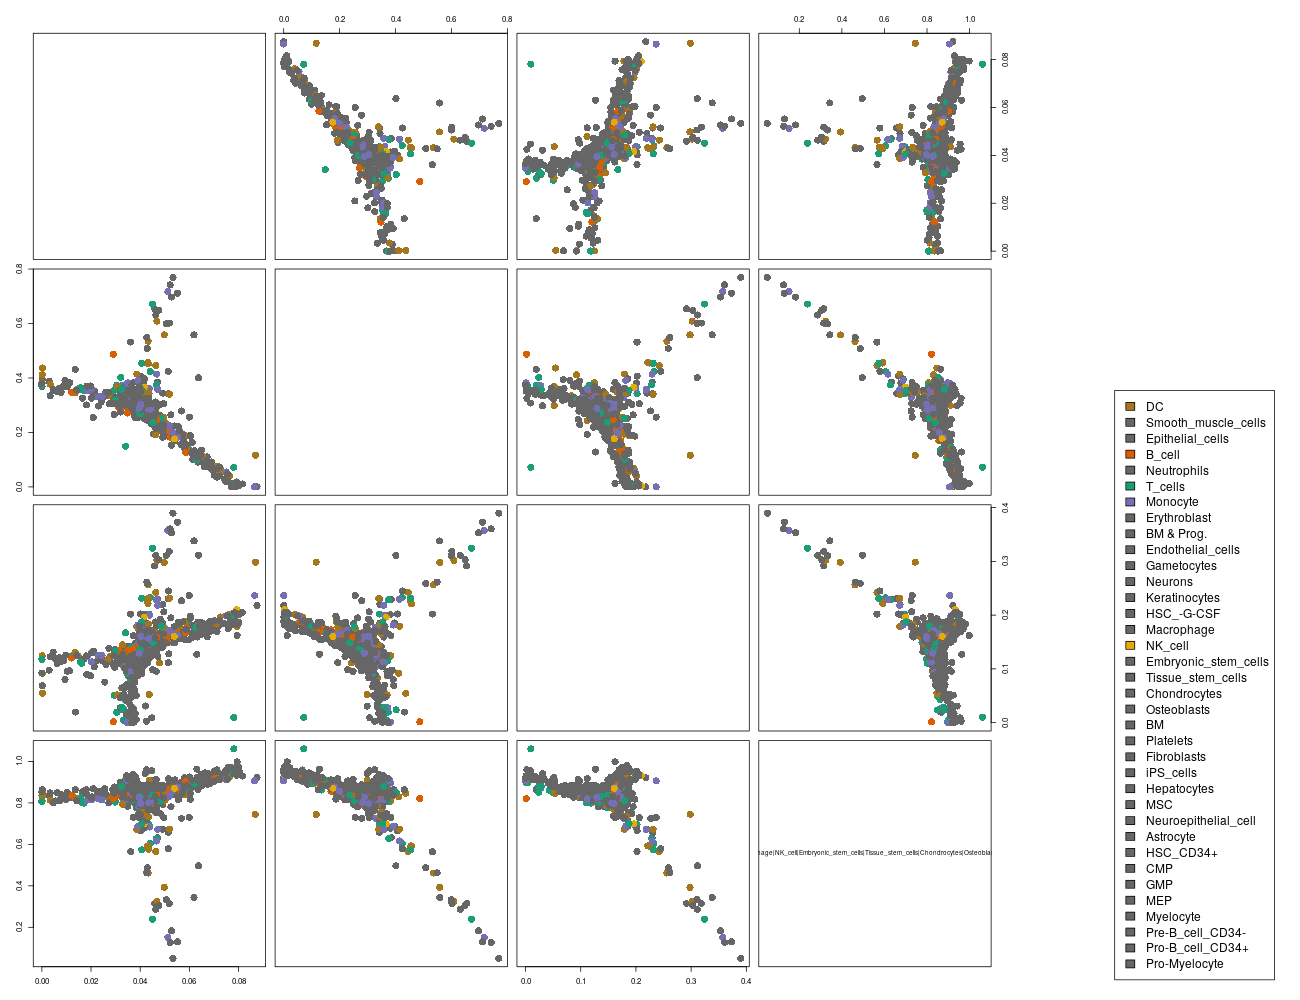 0.0 0.2 0.4 0.6 0.8
0.2 0.4 0.6 0.8 1.0
0.00 0.02 0.04 0.06 0.08
0.0 0.2 0.4 0.6 0.8
0.0 0.1 0.2 0.3 0.4
0.2 0.4 0.6 0.8 1.0
|NK_cell|Embryonic_stem_cells|Tissue_stem_cells|Chondrocytes|
0.00 0.02 0.04 0.06 0.08
0.0 0.1 0.2 0.3 0.4
DC
Smooth_muscle_cells
Epithelial_cells
B_cell
Neutrophils
T_cells
Monocyte
Erythroblast
BM & Prog.
Endothelial_cells
Gametocytes
Neurons
Keratinocytes
HSC_-G-CSF
Macrophage
NK_cell
Embryonic_stem_cells
Tissue_stem_cells
Chondrocytes
Osteoblasts
BM
Platelets
Fibroblasts
iPS_cells
Hepatocytes
MSC
Neuroepithelial_cell
Astrocyte
HSC_CD34+
CMP
GMP
MEP
Myelocyte
Pre-B_cell_CD34-
Pro-B_cell_CD34+
Pro-Myelocyte